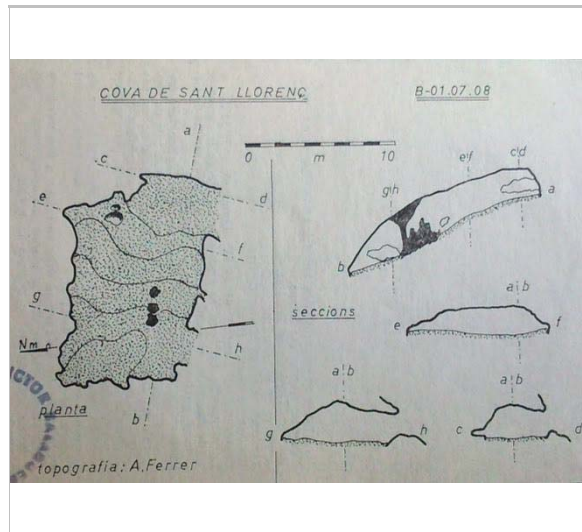 COVA DE SANT LLORENÇ
B-01.07.08
a
c
e
d
f
g
h
b
Nm
planta
topografia: A. Ferrer
0 m 10
g|h
e|f
c|d
a
b
seccions
a|b
e
f
a|b
g
h
a|b
c
d